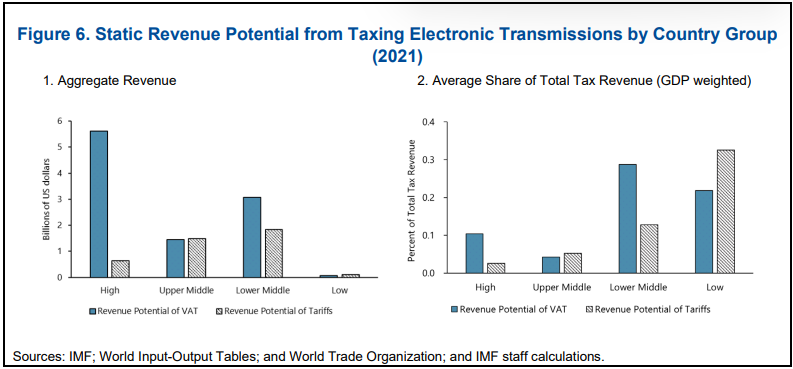 Figure 6. Static Revenue Potential from Taxing Electronic Transmissions by Country Group
(2021)
1. Aggregate Revenue
2. Average Share of Total Tax Revenue (GDP weighted)
Billions of US dollars
6
5
4
3
2
1
0
High Upper Middle Lower Middle Low
Revenue Potential of VAT Revenue Potential of Tariffs
Percent of Total Tax Revenue
0.4
0.3
0.2
0.1
0.0
High Upper Middle Lower Middle Low
Revenue Potential of VAT Revenue Potential of Tariffs
Sources: IMF; World Input-Output Tables; and World Trade Organization; and IMF staff calculations.